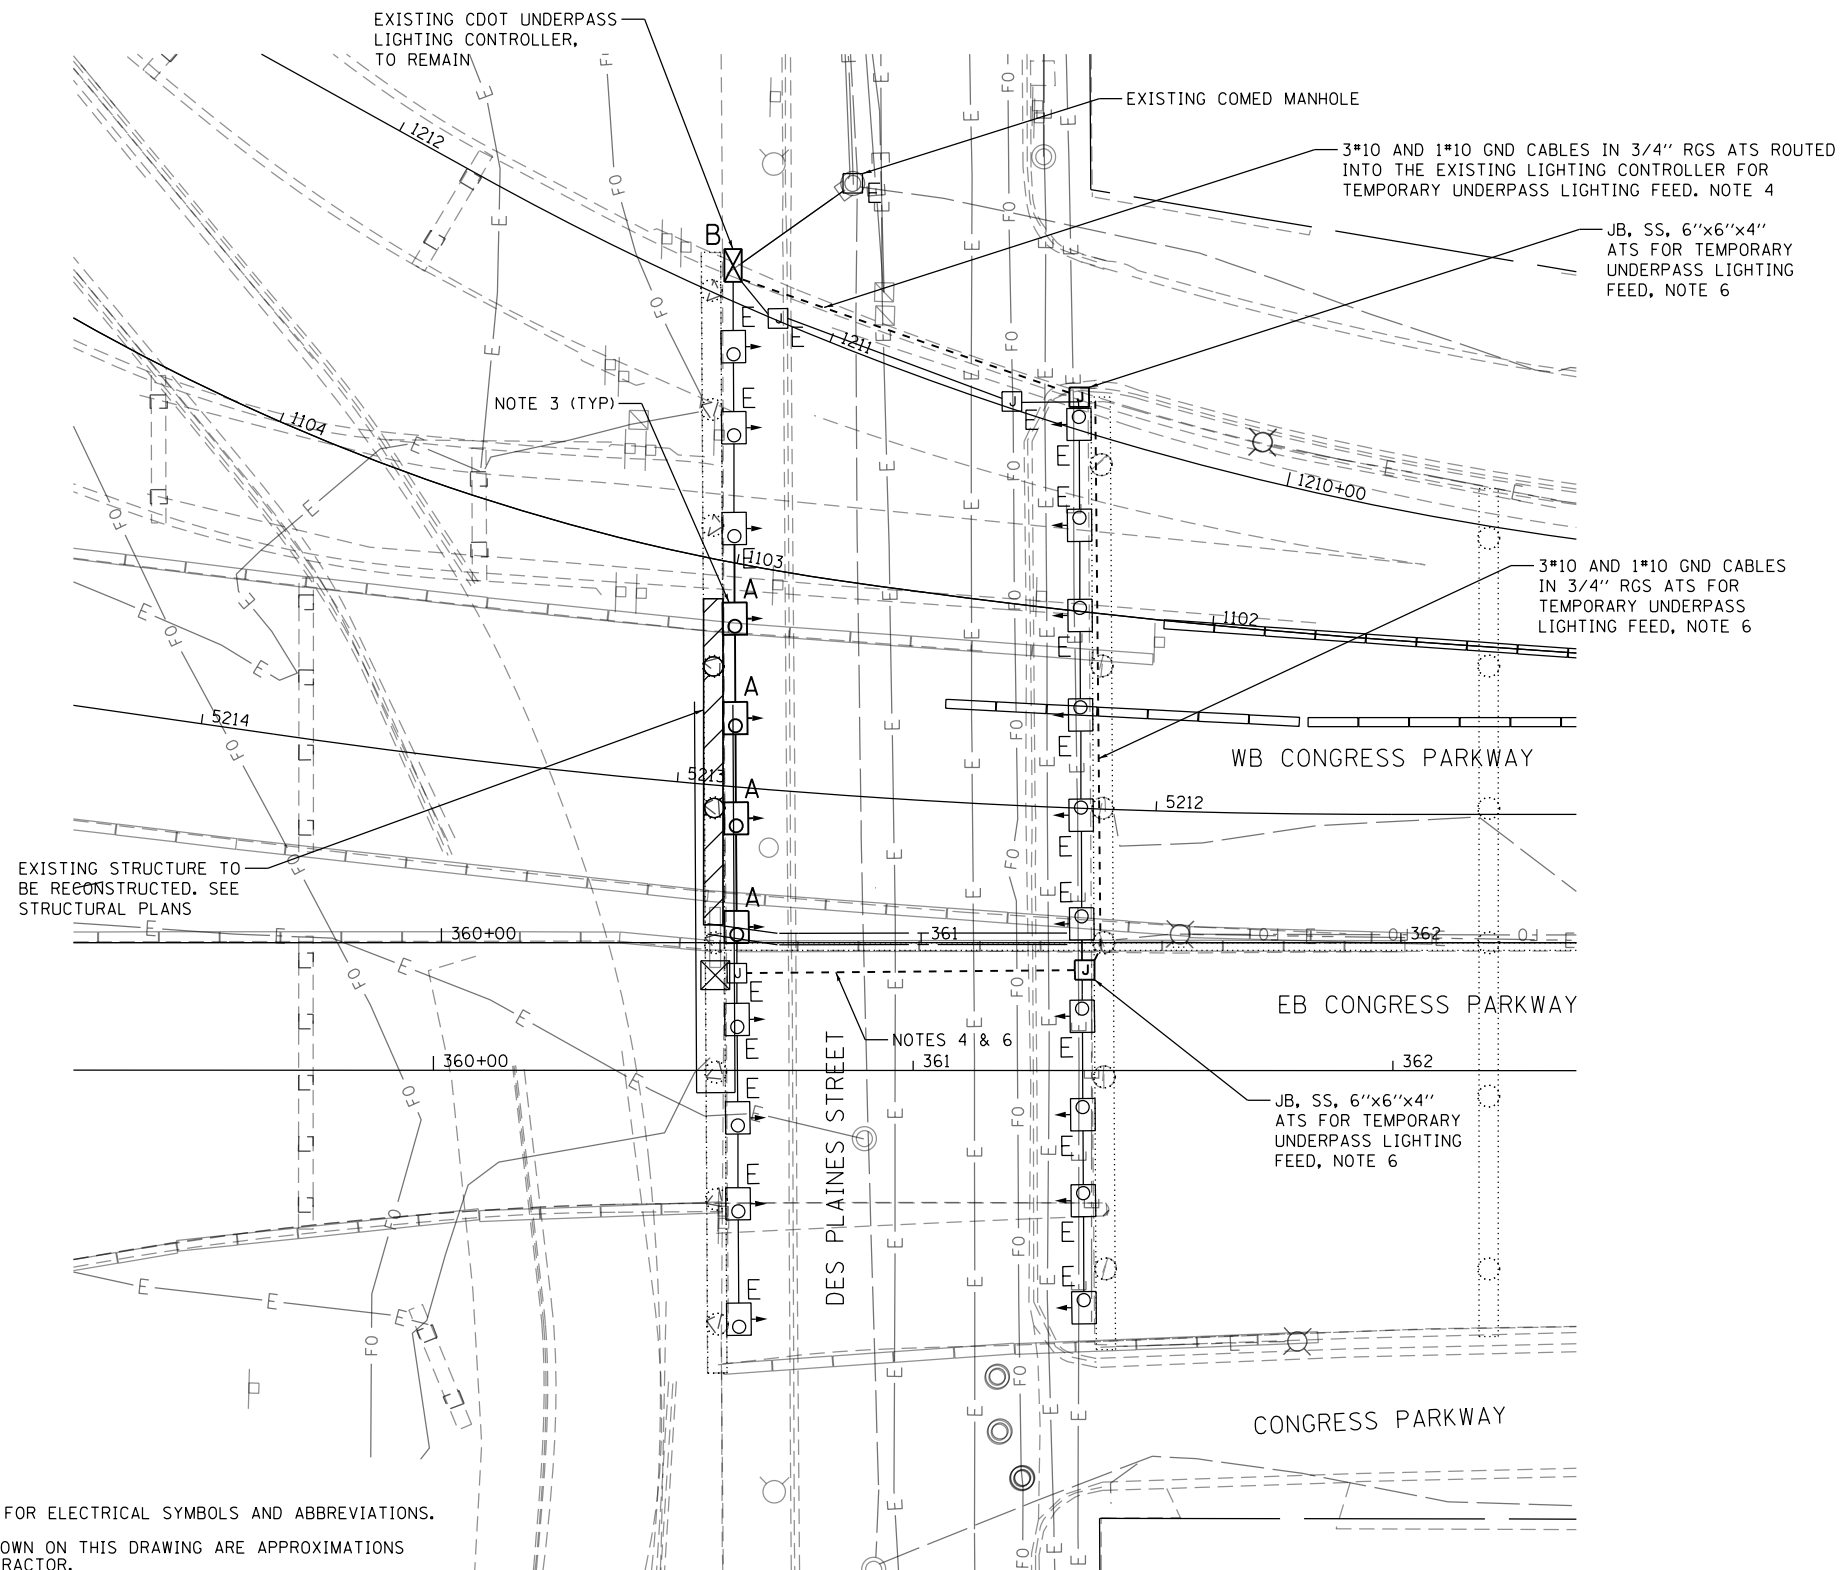 EXISTING CDOT UNDERPASS
LIGHTING CONTROLLER,
TO REMAIN
EXISTING COMED MANHOLE
3#10 AND 1#10 GND CABLES IN 3/4" RGS ATS ROUTED
INTO THE EXISTING LIGHTING CONTROLLER FOR
TEMPORARY UNDERPASS LIGHTING FEED. NOTE 4
JB, SS, 6"x6"x4"
ATS FOR TEMPORARY
UNDERPASS LIGHTING
FEED, NOTE 6
1212
B
1211
NOTE 3 (TYP)
1104
1210+00
1103
3#10 AND 1#10 GND CABLES
IN 3/4" RGS ATS FOR
TEMPORARY UNDERPASS
LIGHTING FEED, NOTE 6
A
1102
A
5214
WB CONGRESS PARKWAY
5213
A
5212
EXISTING STRUCTURE TO
BE RECONSTRUCTED. SEE
STRUCTURAL PLANS
A
360+00
361
362
EB CONGRESS PARKWAY
NOTES 4 & 6
360+00
361
362
DES PLAINES STREET
JB, SS, 6"x6"x4"
ATS FOR TEMPORARY
UNDERPASS LIGHTING
FEED, NOTE 6
CONGRESS PARKWAY
FOR ELECTRICAL SYMBOLS AND ABBREVIATIONS.
OWN ON THIS DRAWING ARE APPROXIMATIONS
RACTOR.